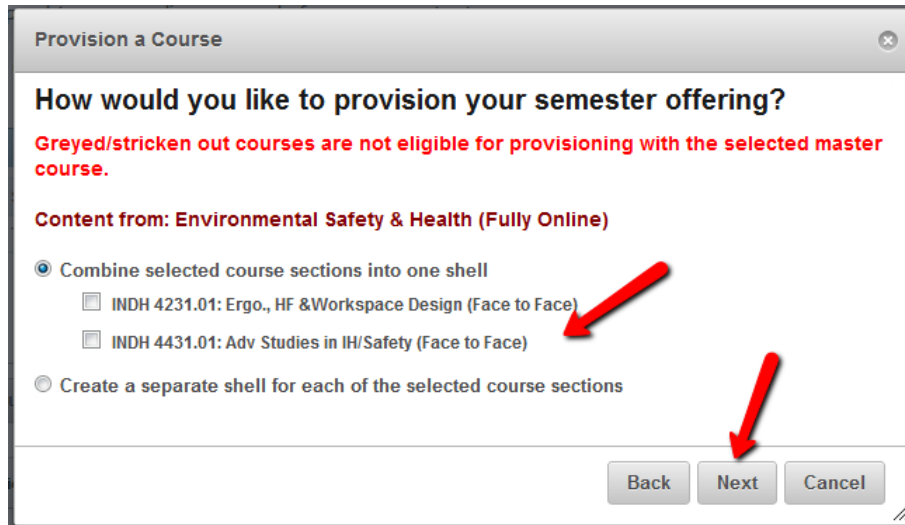 Provision a Course
How would you like to provision your semester offering?
Greyed/stricken out courses are not eligible for provisioning with the selected master
course.
Content from: Environmental Safety & Health (Fully Online)
Combine selected course sections into one shell
INDH 4231.01: Ergo., HF &Workspace Design (Face to Face)
INDH 4431.01: Adv Studies in IH/Safety (Face to Face)
Create a separate shell for each of the selected course sections
Back Next Cancel